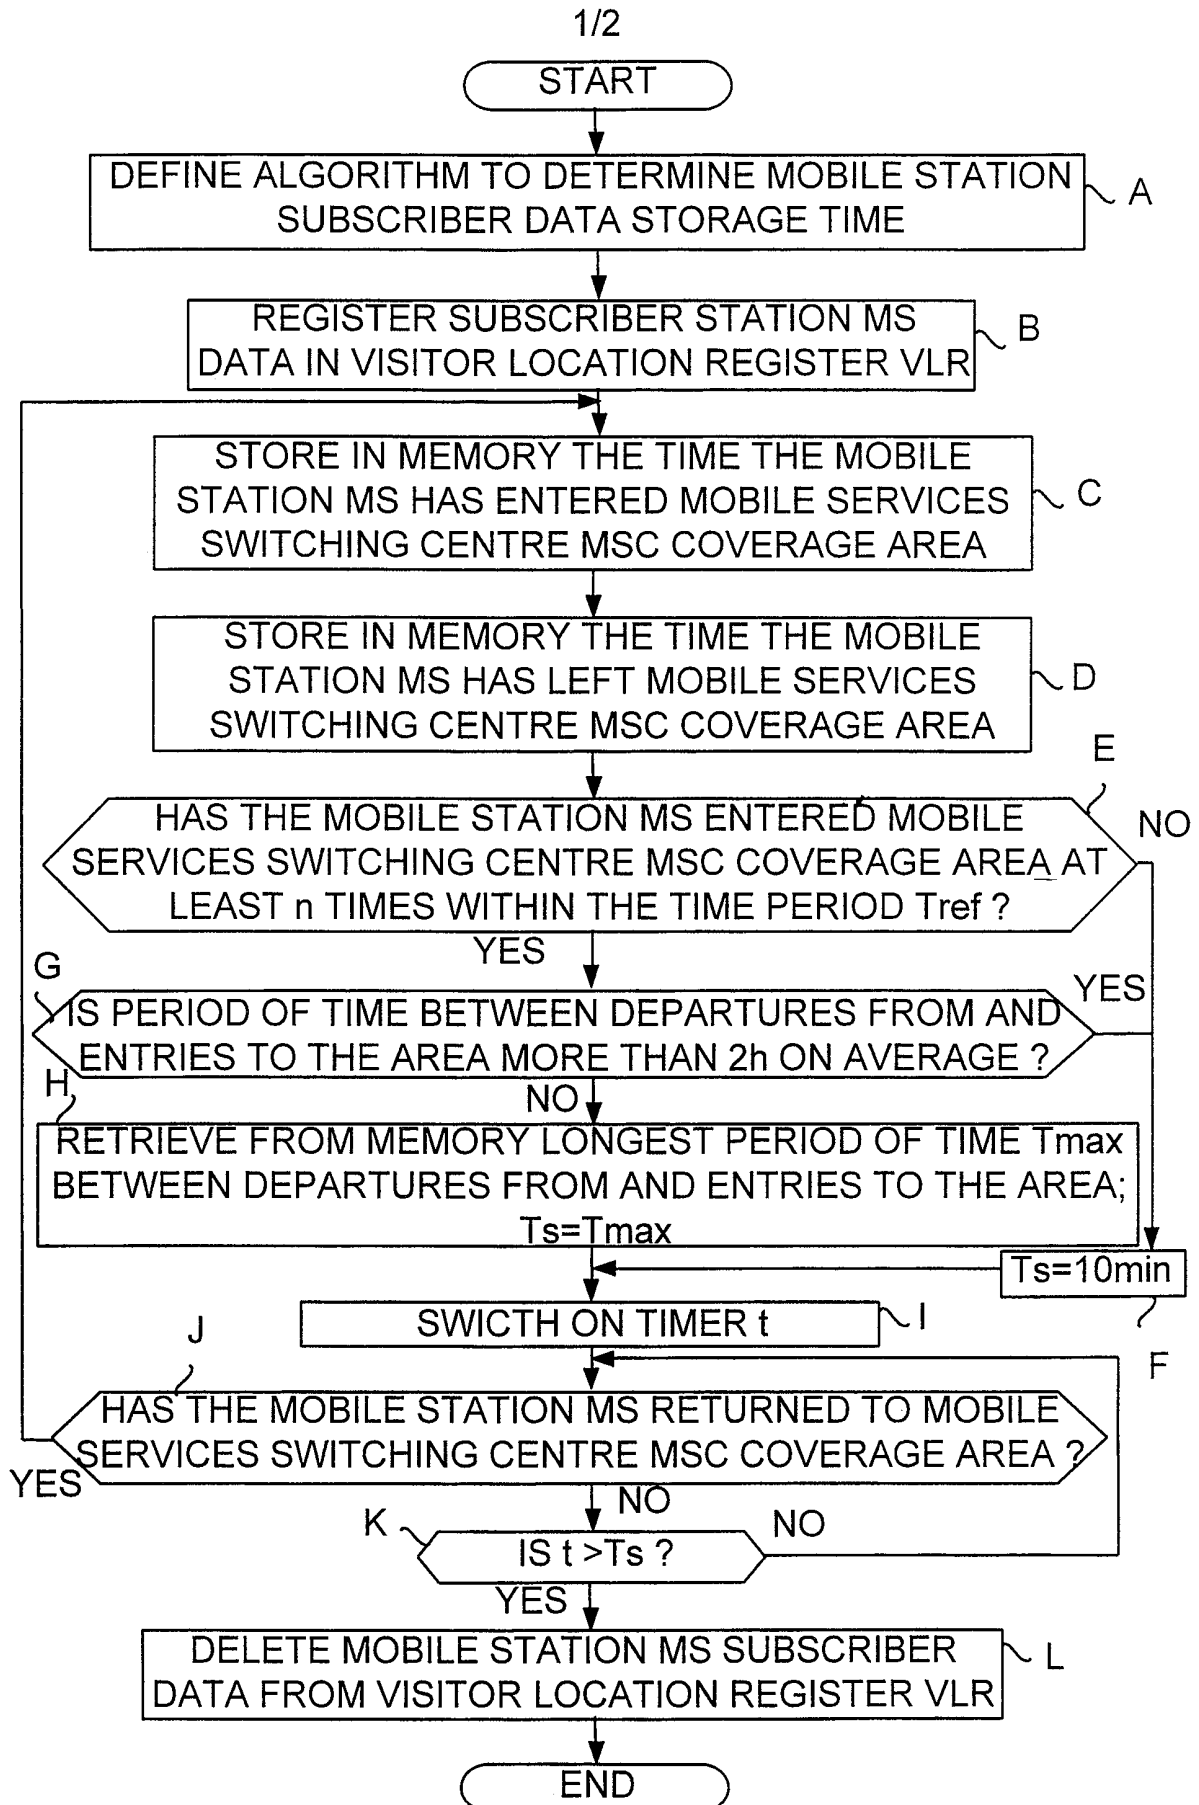 1/2
START
DEFINE ALGORITHM TO DETERMINE MOBILE STATION
SUBSCRIBER DATA STORAGE TIME
A
REGISTER SUBSCRIBER STATION MS
DATA IN VISITOR LOCATION REGISTER VLR
B
STORE IN MEMORY THE TIME THE MOBILE
STATION MS HAS ENTERED MOBILE SERVICES
SWITCHING CENTRE MSC COVERAGE AREA
C
STORE IN MEMORY THE TIME THE MOBILE
STATION MS HAS LEFT MOBILE SERVICES
SWITCHING CENTRE MSC COVERAGE AREA
D
E
HAS THE MOBILE STATION MS ENTERED MOBILE
SERVICES SWITCHING CENTRE MSC COVERAGE AREA AT
LEAST n TIMES WITHIN THE TIME PERIOD Tref ?
NO
YES
G
IS PERIOD OF TIME BETWEEN DEPARTURES FROM AND
ENTRIES TO THE AREA MORE THAN 2h ON AVERAGE ?
YES
NO
H
RETRIEVE FROM MEMORY LONGEST PERIOD OF TIME Tmax
BETWEEN DEPARTURES FROM AND ENTRIES TO THE AREA;
Ts=Tmax
Ts=10min
F
SWICTH ON TIMER t
I
J
HAS THE MOBILE STATION MS RETURNED TO MOBILE
SERVICES SWITCHING CENTRE MSC COVERAGE AREA ?
YES
NO
K
IS t >Ts ?
NO
YES
DELETE MOBILE STATION MS SUBSCRIBER
DATA FROM VISITOR LOCATION REGISTER VLR
L
END